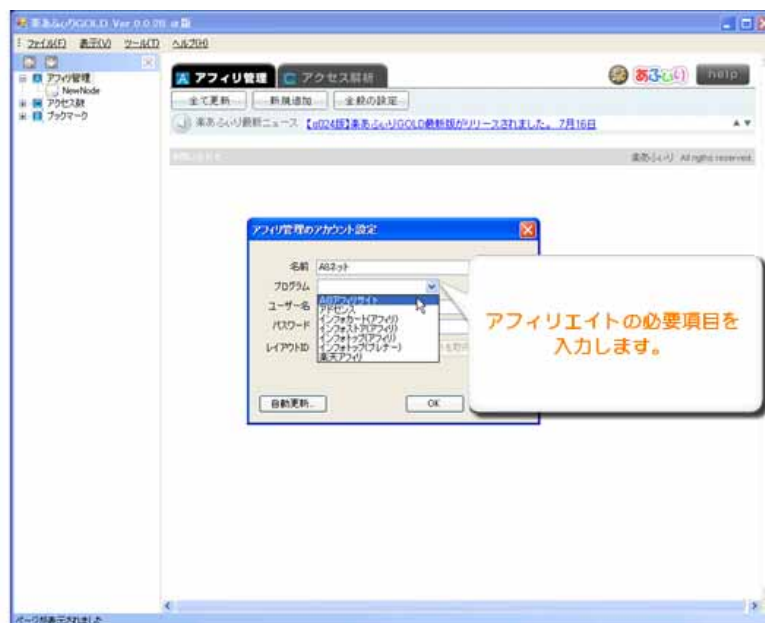 楽あふぃりGOLD Ver 0.0.26 α版
ファイル(F) 表示(V) ツール(T) ヘルプ(H)
アフィリ管理
NewNode
アクセス数
ブックマーク
アフィリ管理 アクセス解析
あふぃり help
全て更新 新規追加 全般の設定
楽あふぃり最新ニュース 【α024版】楽あふぃりGOLD最新版がリリースされました。 7月16日
楽あふぃり All rigths reserved.
アフィリ管理のアカウント設定
名前 A8ネット
プログラム
A8アフィリサイト
アドセンス
インフォカート(アフィリ)
インフォストア(アフィリ)
インフォトップ(アフィリ)
インフォトップ(プレナー)
楽天アフィリ
ユーザー名
パスワード
レイアウトID
自動更新...
OK
アフィリエイトの必要項目を
入力します。
ページが表示されました